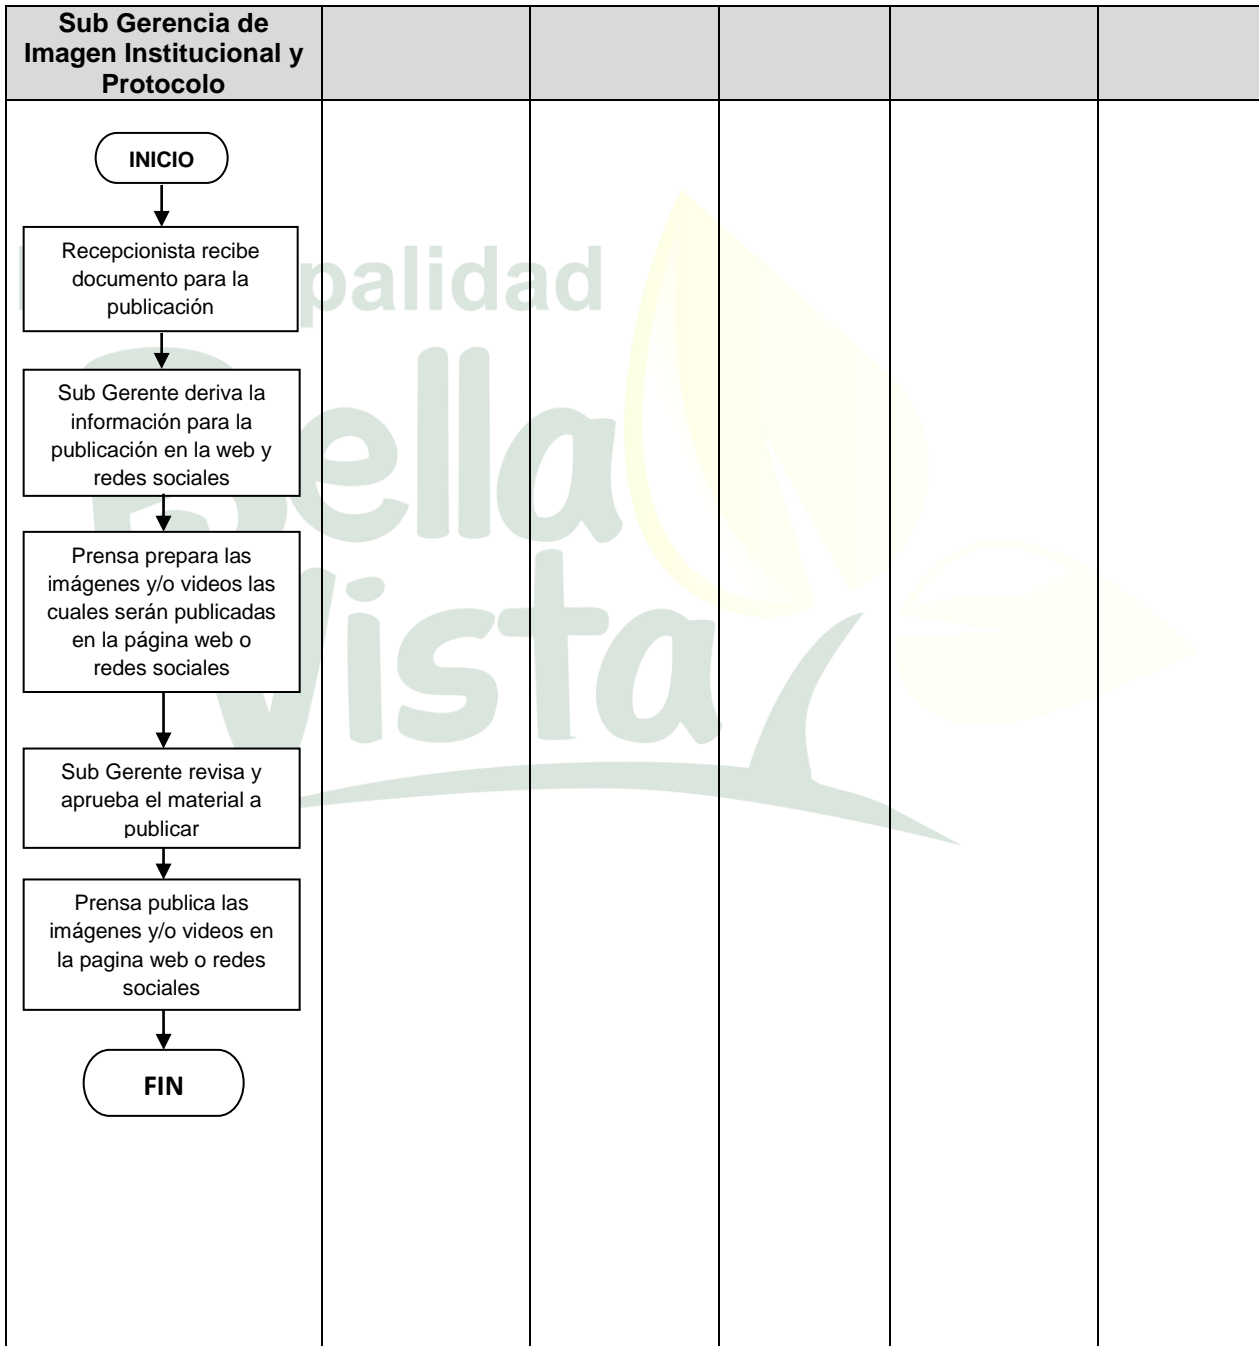 Sub Gerencia de
Imagen Institucional y
Protocolo
INICIO
Recepcionista recibe
documento para la
publicación
Sub Gerente deriva la
información para la
publicación en la web y
redes sociales
Prensa prepara las
imágenes y/o videos las
cuales serán publicadas
en la página web o
redes sociales
Sub Gerente revisa y
aprueba el material a
publicar
Prensa publica las
imágenes y/o videos en
la pagina web o redes
sociales
FIN
palidad
ella
Vista